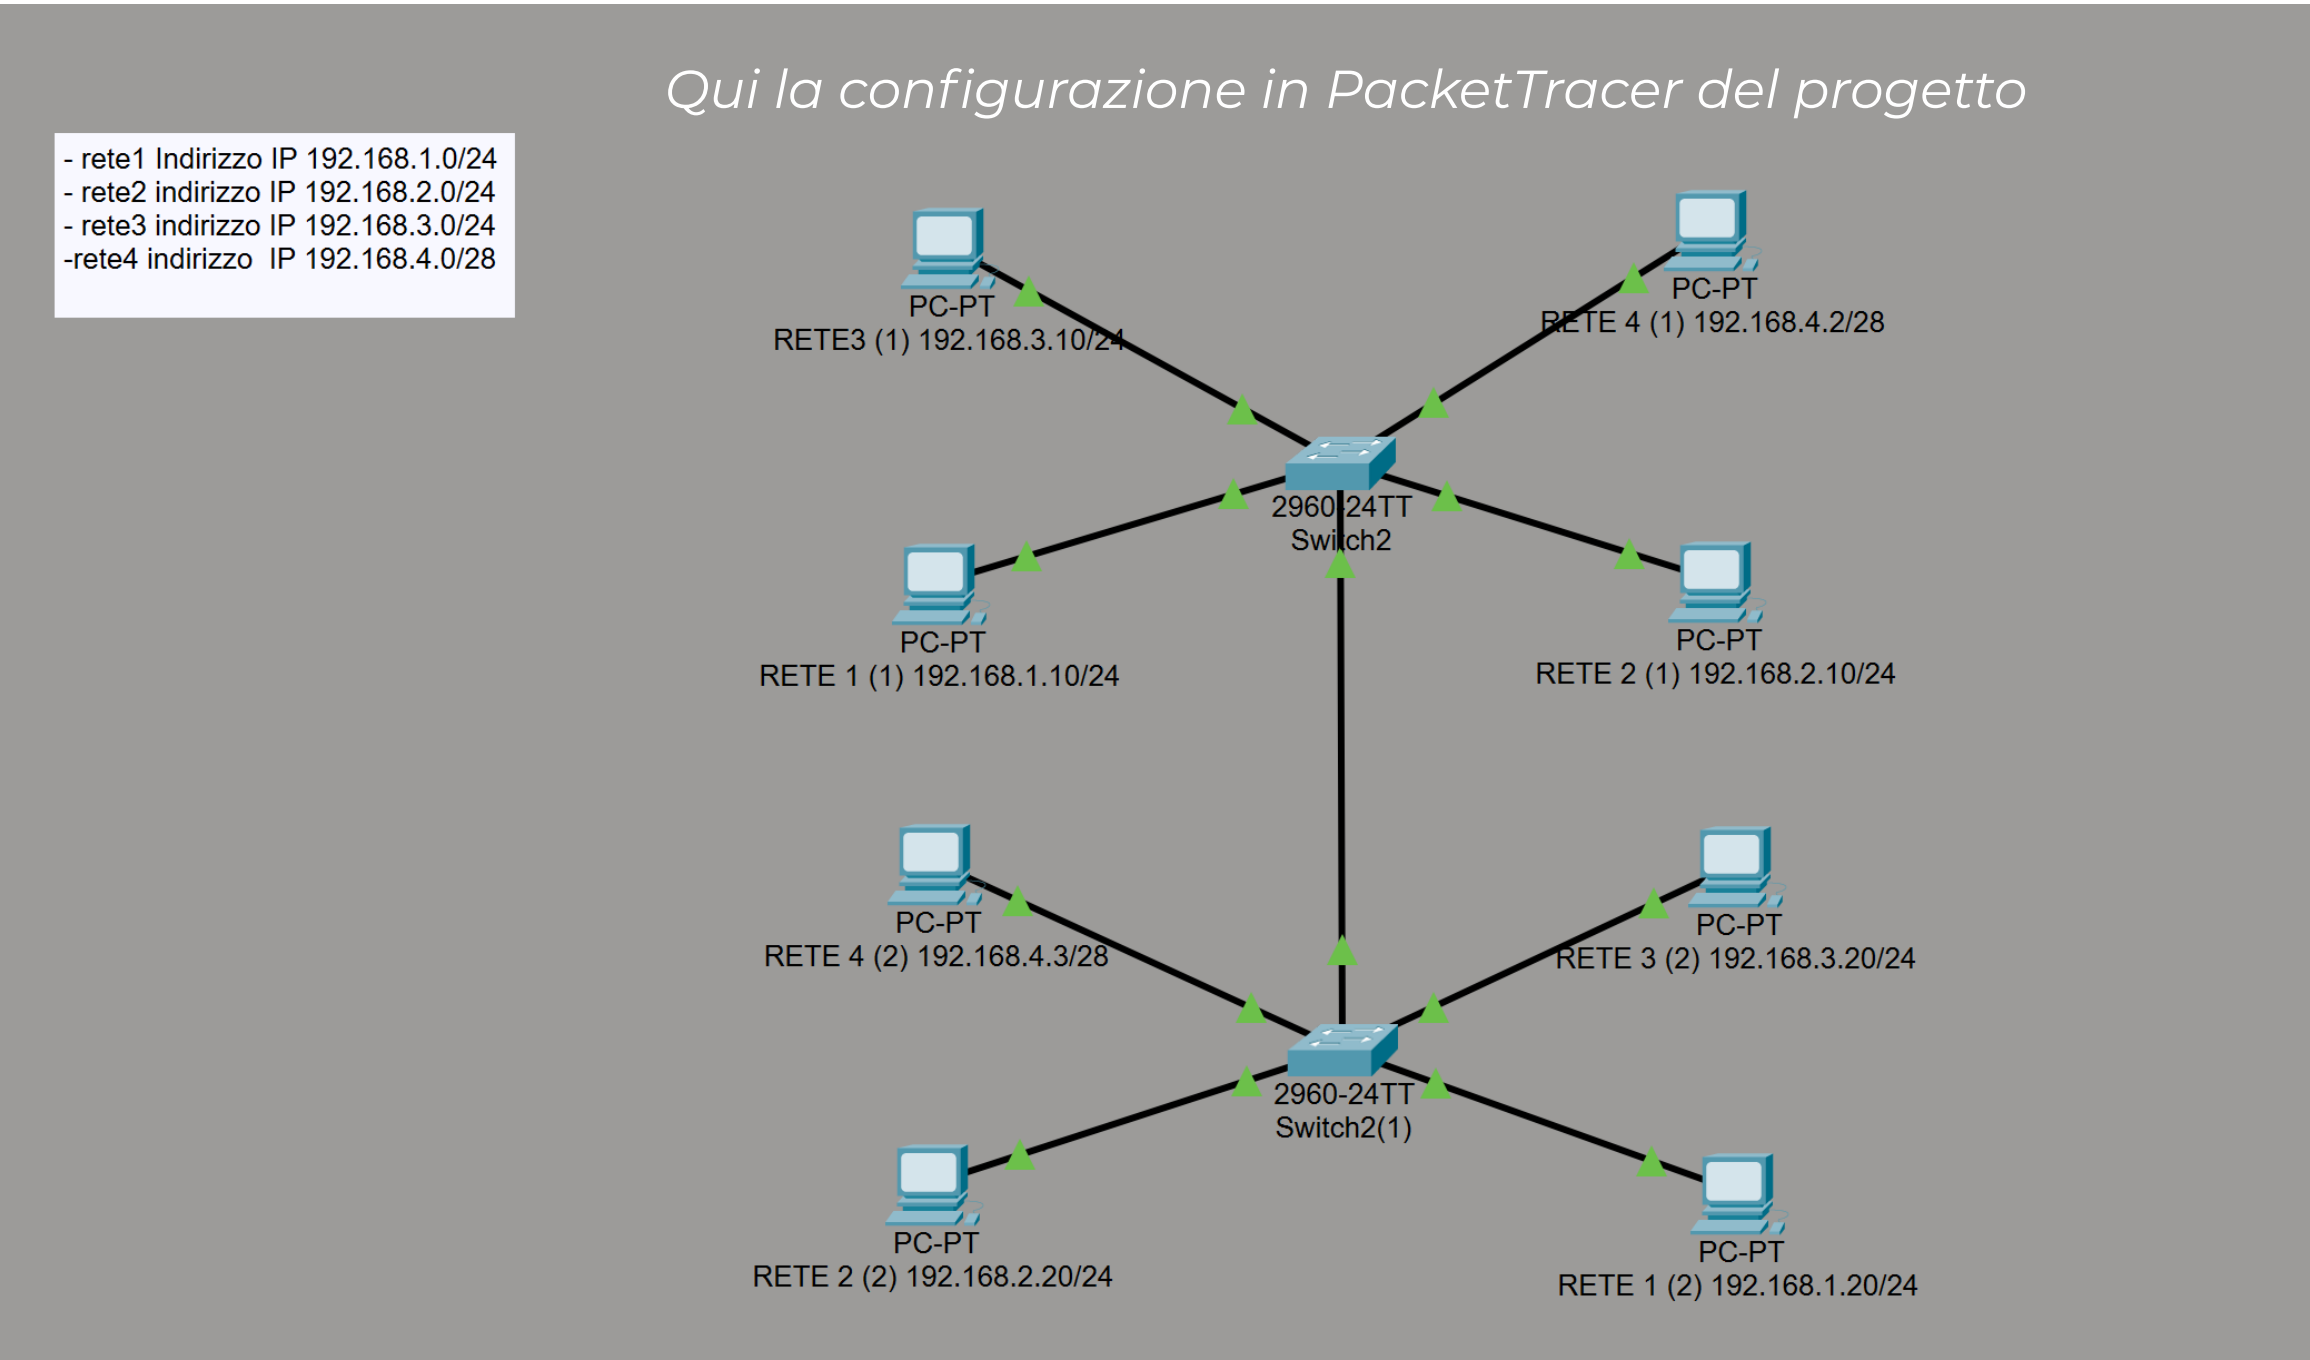 Qui la configurazione in PacketTracer del progetto
- rete1 Indirizzo IP 192.168.1.0/24
- rete2 indirizzo IP 192.168.2.0/24
- rete3 indirizzo IP 192.168.3.0/24
-rete4 indirizzo  IP 192.168.4.0/28
PC-PT
RETE3 (1) 192.168.3.10/24
PC-PT
RETE 4 (1) 192.168.4.2/28
2960-24TT
Switch2
PC-PT
RETE 1 (1) 192.168.1.10/24
PC-PT
RETE 2 (1) 192.168.2.10/24
PC-PT
RETE 4 (2) 192.168.4.3/28
PC-PT
RETE 3 (2) 192.168.3.20/24
2960-24TT
Switch2(1)
PC-PT
RETE 2 (2) 192.168.2.20/24
PC-PT
RETE 1 (2) 192.168.1.20/24